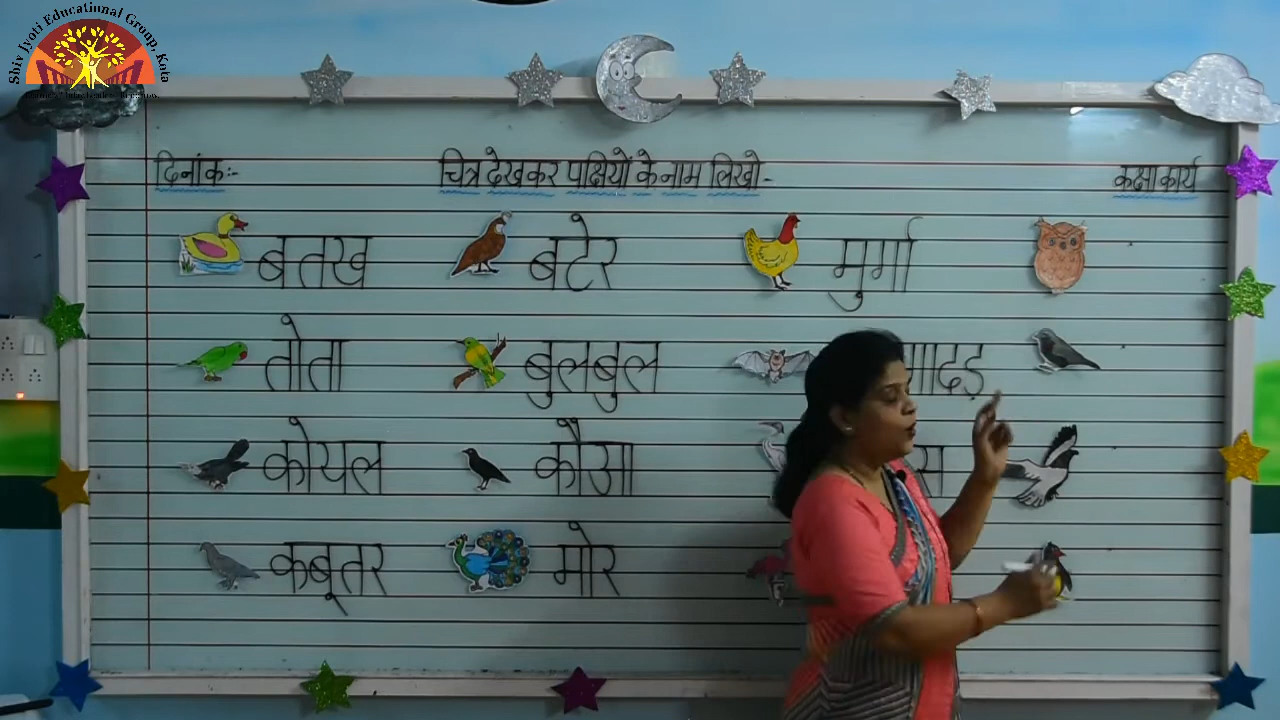 Shiv Jyoti Educational Group, Kota
दिनांक:- चित्र देखकर पक्षियों के नाम लिखो- कक्षा कार्य
बतख बटेर मुर्गा
तोता बुलबुल
कोयल कौआ
कबूतर मोर